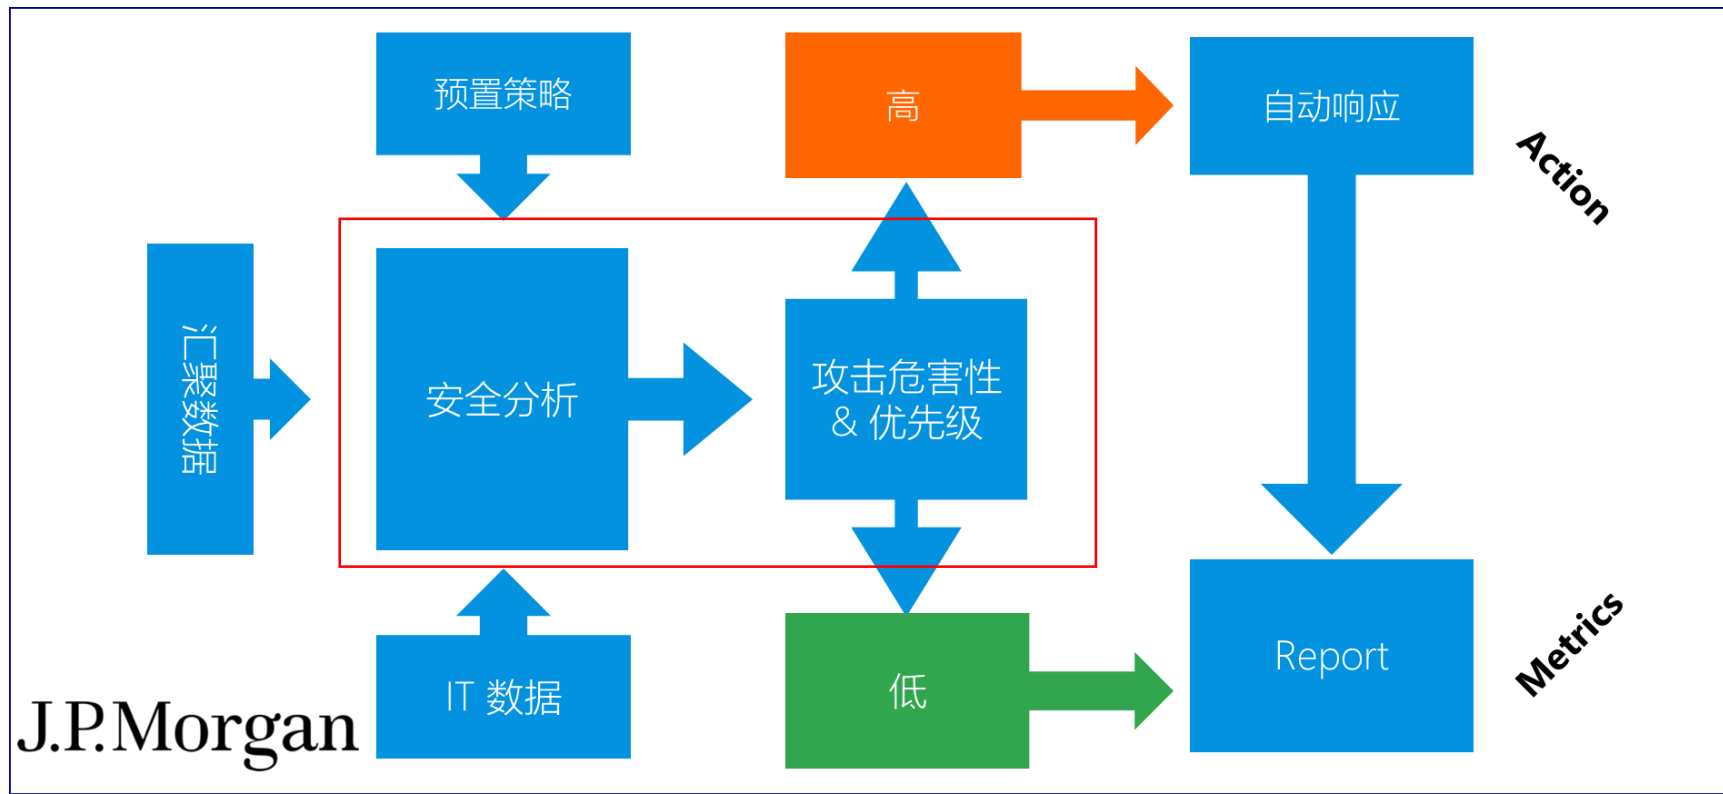 预置策略
高
自动响应
Action
汇聚数据
安全分析
攻击危害性
& 优先级
IT 数据
低
Report
Metrics
J.P.Morgan